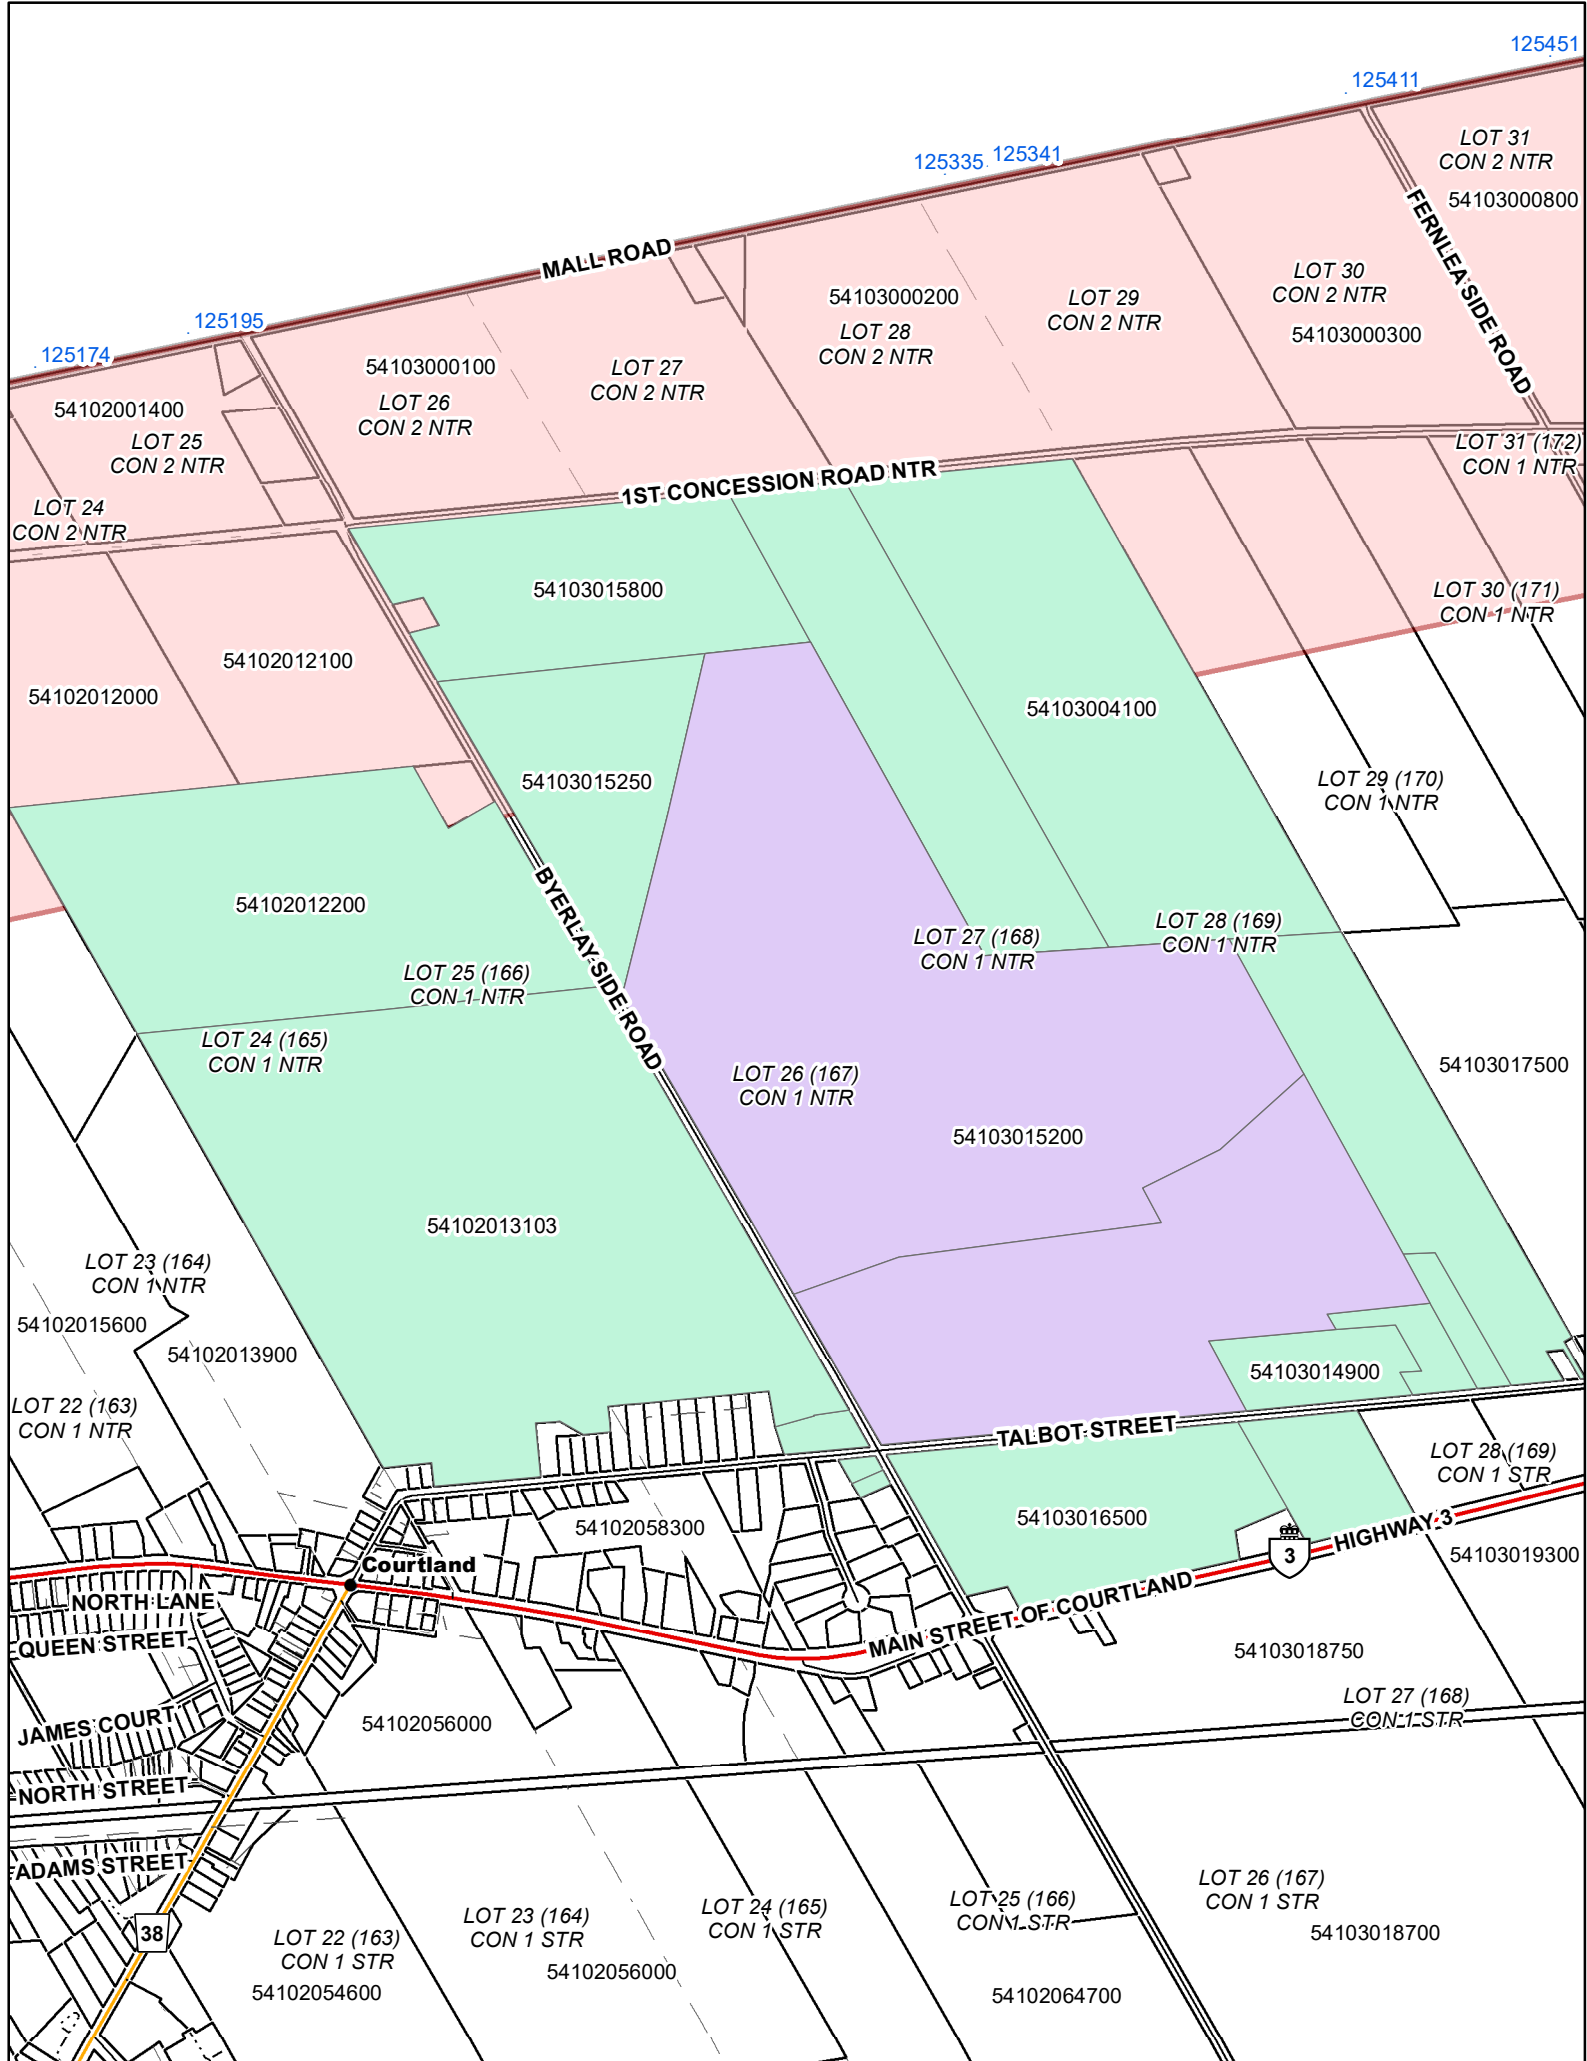 125451
125411
LOT 31
CON 2 NTR
125335
125341
54103000800
FERNLEA SIDE ROAD
MALL ROAD
LOT 30
CON 2 NTR
54103000200
LOT 29
CON 2 NTR
125195
LOT 28
CON 2 NTR
54103000300
125174
54103000100
LOT 27
CON 2 NTR
54102001400
LOT 26
CON 2 NTR
LOT 25
CON 2 NTR
LOT 31 (172)
CON 1 NTR
1ST CONCESSION ROAD NTR
LOT 24
CON 2 NTR
54103015800
LOT 30 (171)
CON 1 NTR
54102012100
54102012000
54103004100
54103015250
LOT 29 (170)
CON 1 NTR
54102012200
BYERLAY SIDE ROAD
LOT 27 (168)
CON 1 NTR
LOT 28 (169)
CON 1 NTR
LOT 25 (166)
CON 1 NTR
LOT 24 (165)
CON 1 NTR
54103017500
LOT 26 (167)
CON 1 NTR
54103015200
54102013103
LOT 23 (164)
CON 1 NTR
54102015600
54102013900
54103014900
LOT 22 (163)
CON 1 NTR
TALBOT STREET
LOT 28 (169)
CON 1 STR
54103016500
54102058300
HIGHWAY 3
3
54103019300
Courtland
NORTH LANE
MAIN STREET OF COURTLAND
QUEEN STREET
54103018750
LOT 27 (168)
CON 1 STR
JAMES COURT
54102056000
NORTH STREET
ADAMS STREET
LOT 26 (167)
CON 1 STR
LOT 25 (166)
CON 1 STR
LOT 24 (165)
CON 1 STR
LOT 23 (164)
CON 1 STR
38
LOT 22 (163)
CON 1 STR
54103018700
54102056000
54102054600
54102064700